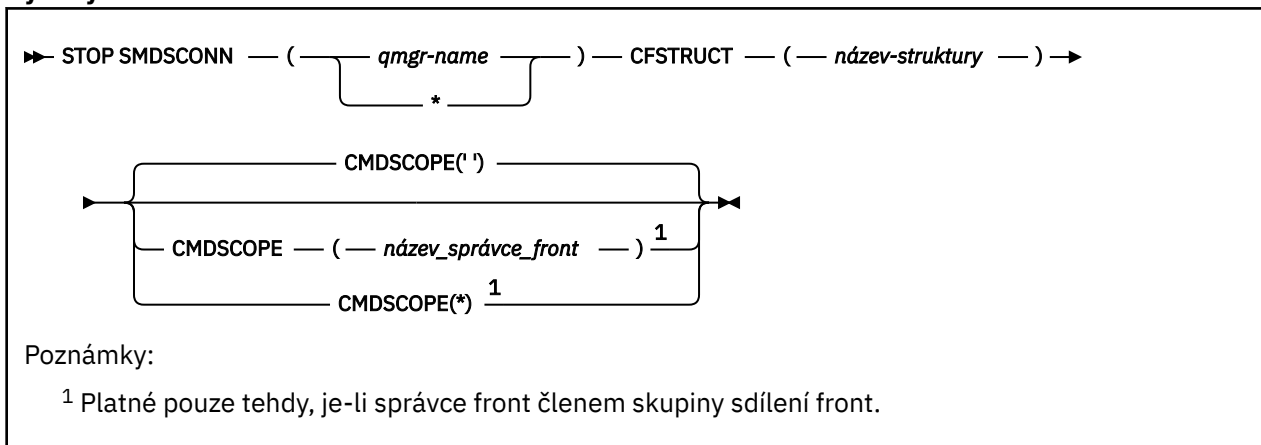 STOP SMDSCONN ( qmgr-name ) CFSTRUCT ( název-struktury )
*
CMDSCOPE(' ')
CMDSCOPE ( název_správce_front ) 1
CMDSCOPE(*) 1
Poznámky:
1 Platné pouze tehdy, je-li správce front členem skupiny sdílení front.